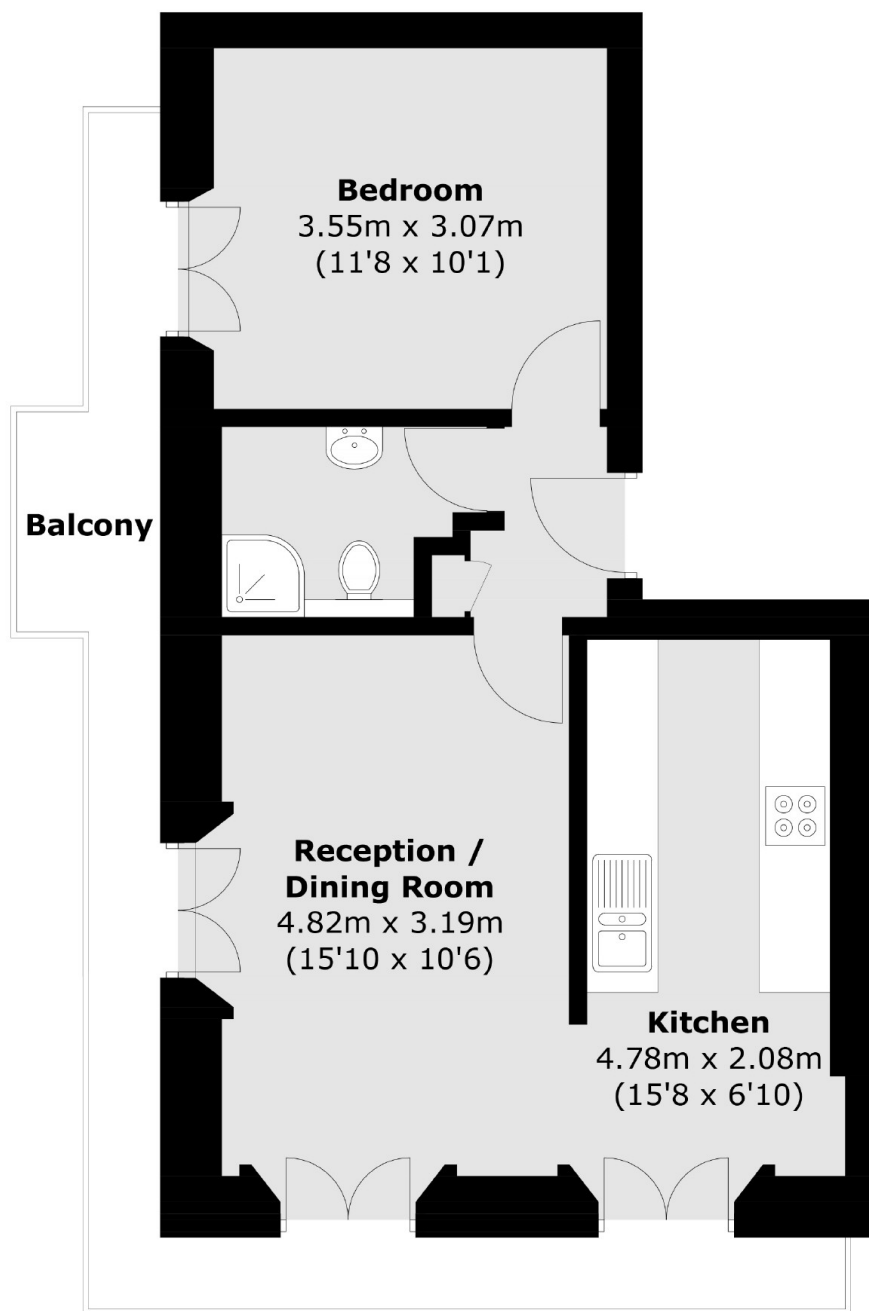 Bedroom
3.55m x 3.07m
(11'8 x 10'1)
Balcony
Reception /
Dining Room
4.82m x 3.19m
(15'10 x 10'6)
Kitchen
4.78m x 2.08m
(15'8 x 6'10)